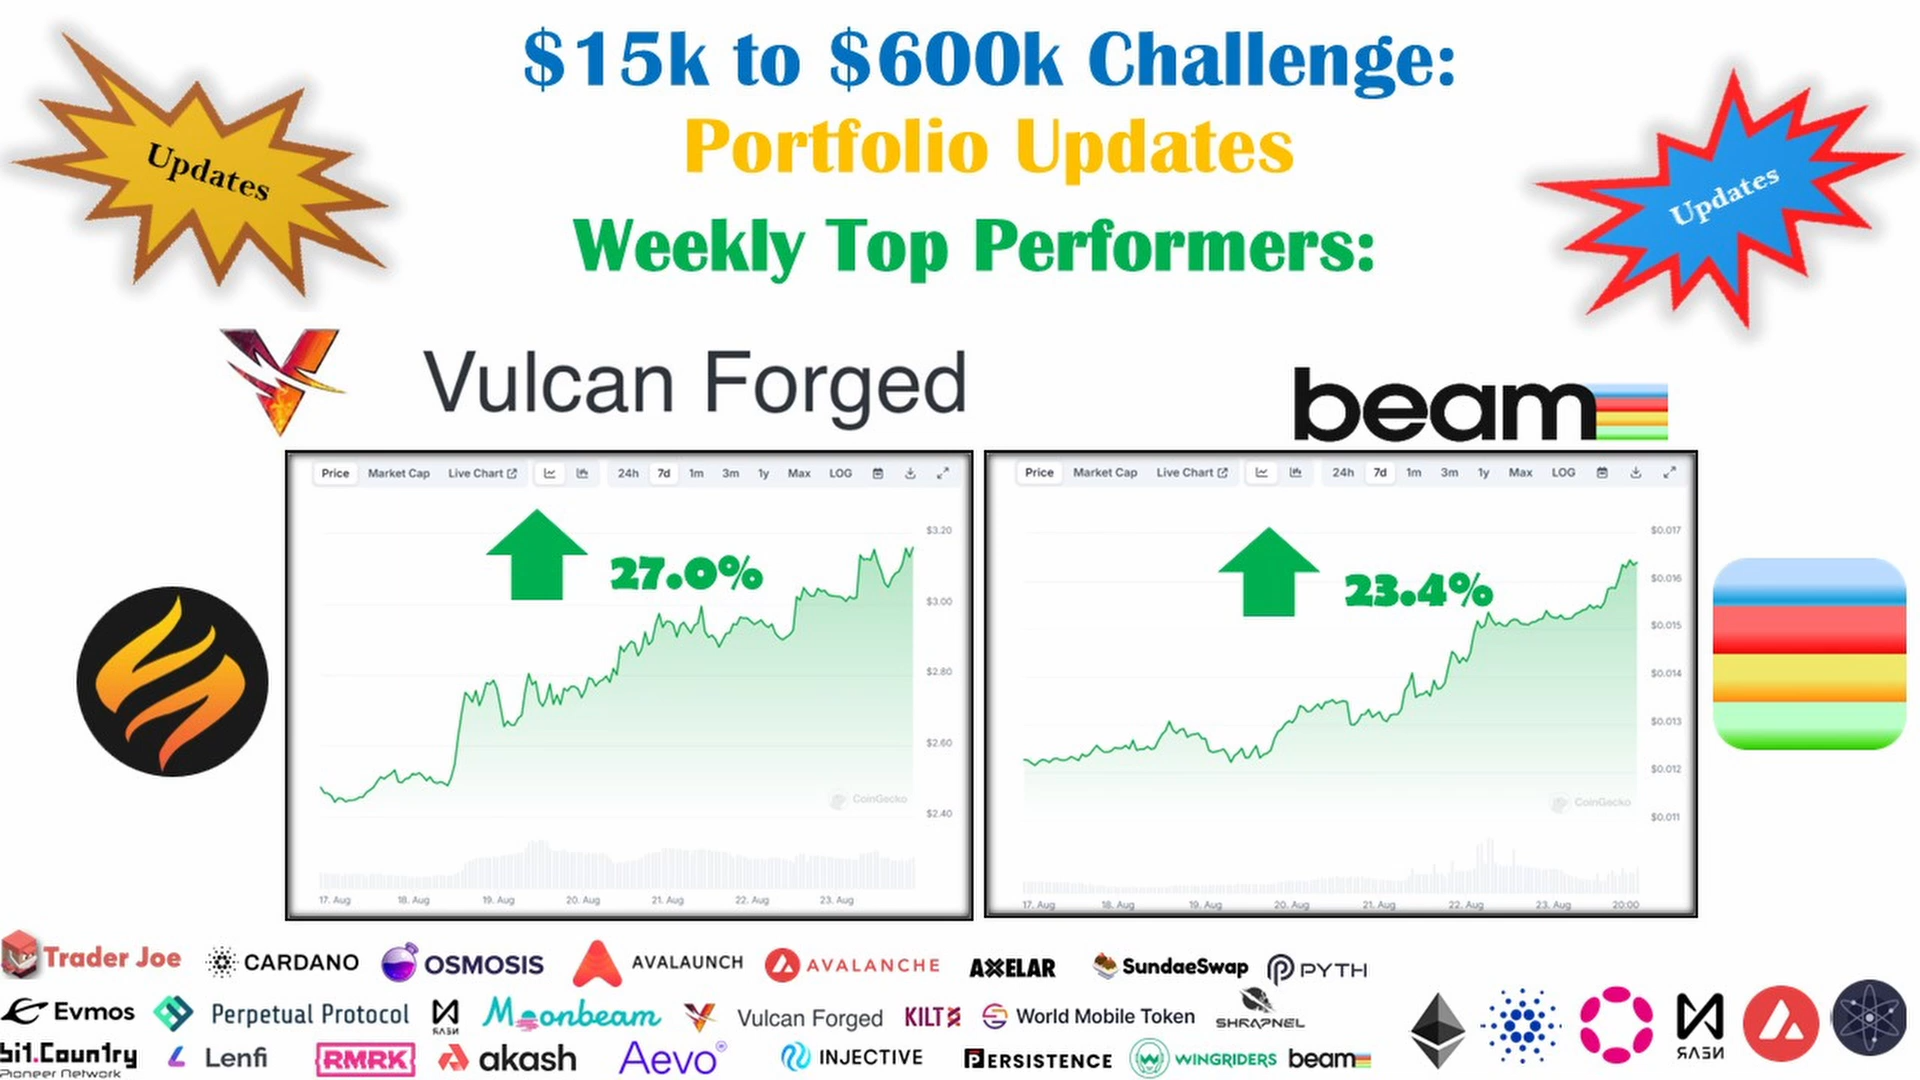 $15k to $600k Challenge:
Portfolio Updates
Weekly Top Performers:
Updates
Updates
Vulcan Forged
beam
Price Market Cap Live Chart 24h 7d 1m 3m 1y Max LOG
27.0%
$3.20
$3.00
$2.80
$2.60
$2.40
CoinGecko
17. Aug 18. Aug 19. Aug 20. Aug 21. Aug 22. Aug 23. Aug
Price Market Cap Live Chart 24h 7d 1m 3m 1y Max LOG
23.4%
$0.017
$0.016
$0.015
$0.014
$0.013
$0.012
$0.011
CoinGecko
17. Aug 18. Aug 19. Aug 20. Aug 21. Aug 22. Aug 23. Aug 20:00
Trader Joe CARDANO OSMOSIS AVALAUNCH AVALANCHE AXELAR SundaeSwap PYTH
Evmos Perpetual Protocol Moonbeam Vulcan Forged KILT World Mobile Token SHRAPNEL
bit.Country Pioneer Network Lenfi RMRK akash Aevo INJECTIVE PERSISTENCE WINGRIDERS beam